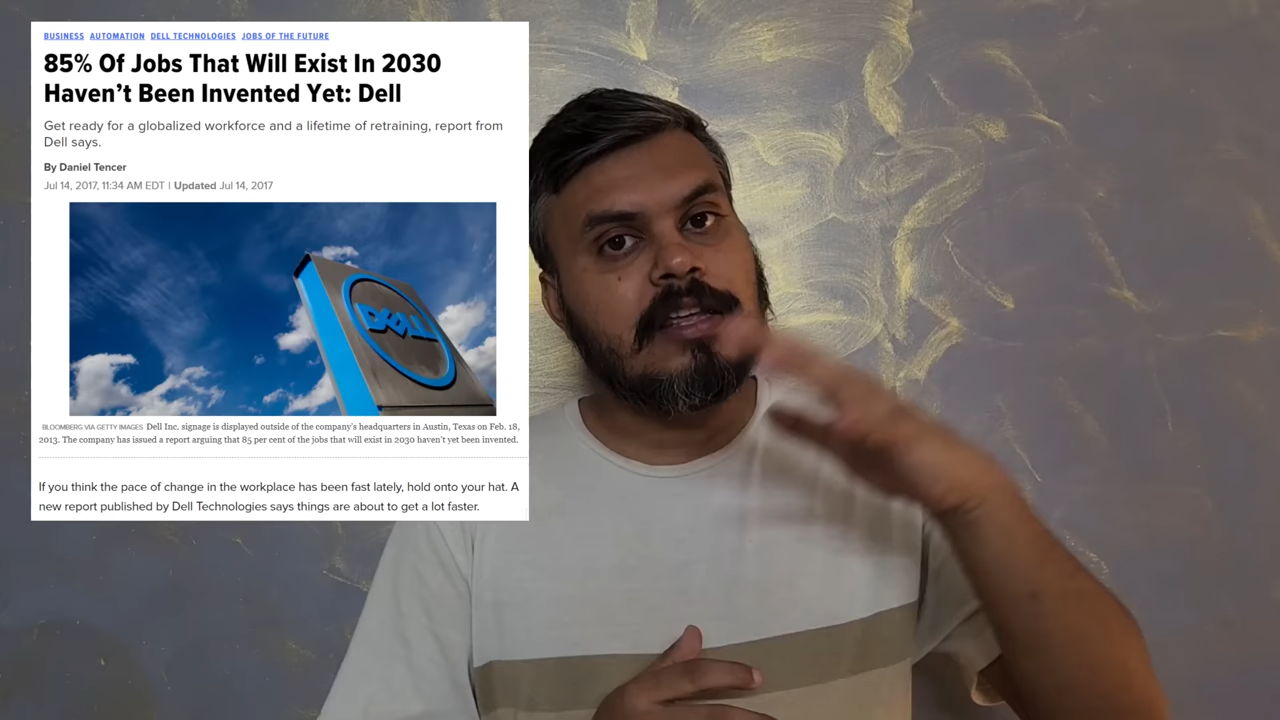 BUSINESS AUTOMATION DELL TECHNOLOGIES JOBS OF THE FUTURE
85% Of Jobs That Will Exist In 2030
Haven't Been Invented Yet: Dell
Get ready for a globalized workforce and a lifetime of retraining, report from
Dell says.
By Daniel Tencer
Jul 14, 2017, 11:34 AM EDT | Updated Jul 14, 2017
DELL
BLOOMBERG VIA GETTY IMAGES Dell Inc. signage is displayed outside of the company's headquarters in Austin, Texas on Feb. 18,
2013. The company has issued a report arguing that 85 per cent of the jobs that will exist in 2030 haven't yet been invented.
If you think the pace of change in the workplace has been fast lately, hold onto your hat. A
new report published by Dell Technologies says things are about to get a lot faster.